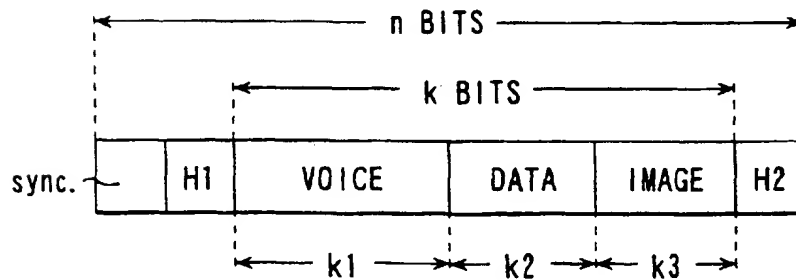 n BITS
k BITS
sync. H1 VOICE DATA IMAGE H2
k1 k2 k3